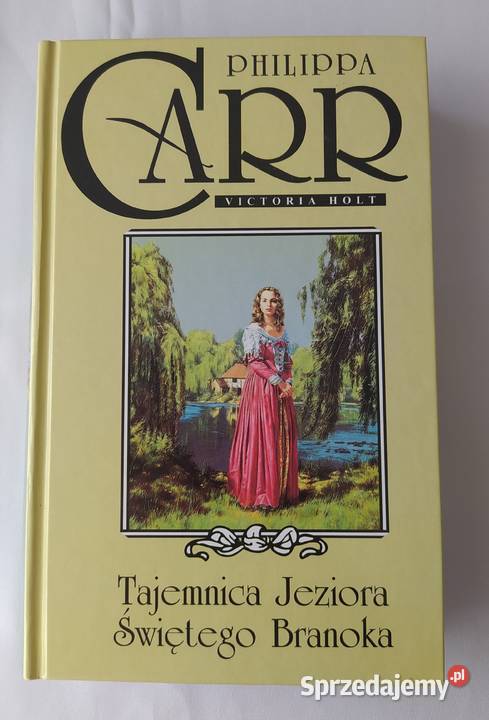 PHILIPPA
CARR
VICTORIA HOLT
Tajemnica Jeziora
Świętego Branoka
Sprzedajemy.pl